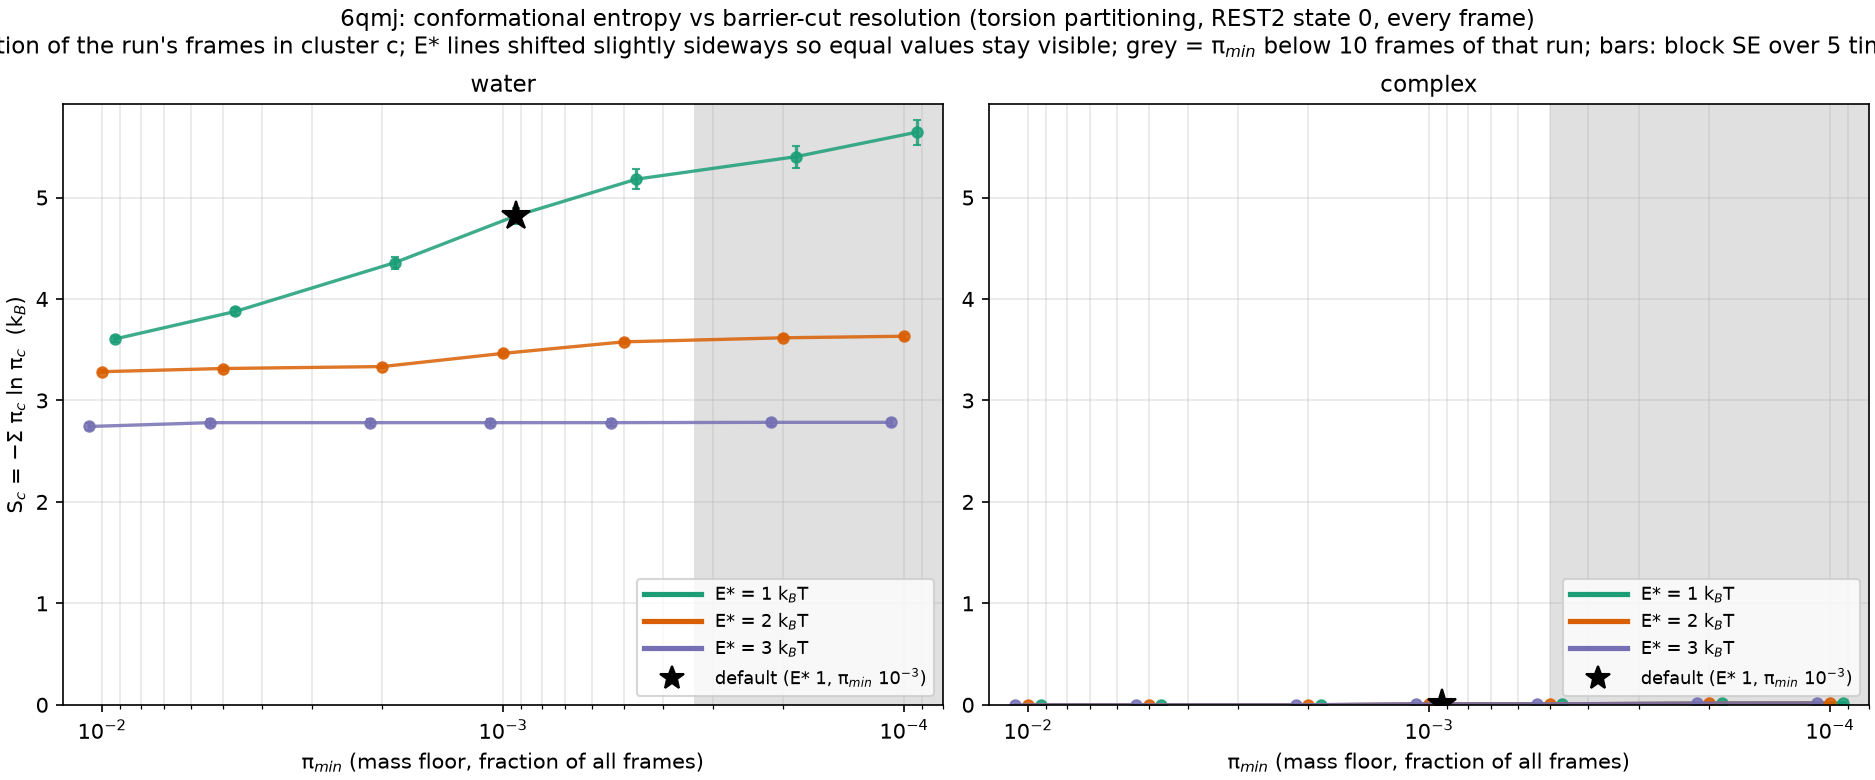 6qmj: conformational entropy vs barrier-cut resolution (torsion partitioning, REST2 state 0, every frame)
of the run's frames in cluster c; E* lines shifted slightly sideways so equal values stay visible; grey = π_min below 10 frames of that run; bars: block SE over 5
water
S_c = −Σ π_c ln π_c (k_B)
5
4
3
2
1
0
10⁻²
10⁻³
10⁻⁴
π_min (mass floor, fraction of all frames)
E* = 1 k_BT
E* = 2 k_BT
E* = 3 k_BT
default (E* 1, π_min 10⁻³)
complex
5
4
3
2
1
0
10⁻²
10⁻³
10⁻⁴
π_min (mass floor, fraction of all frames)
E* = 1 k_BT
E* = 2 k_BT
E* = 3 k_BT
default (E* 1, π_min 10⁻³)